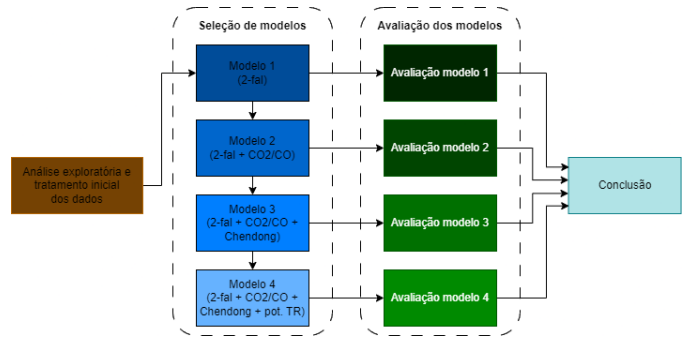 Seleção de modelos
Avaliação dos modelos
Modelo 1
(2-fal)
Avaliação modelo 1
Modelo 2
(2-fal + CO2/CO)
Avaliação modelo 2
Análise exploratória e
tratamento inicial
dos dados
Conclusão
Modelo 3
(2-fal + CO2/CO +
Chendong)
Avaliação modelo 3
Modelo 4
(2-fal + CO2/CO +
Chendong + pot. TR)
Avaliação modelo 4